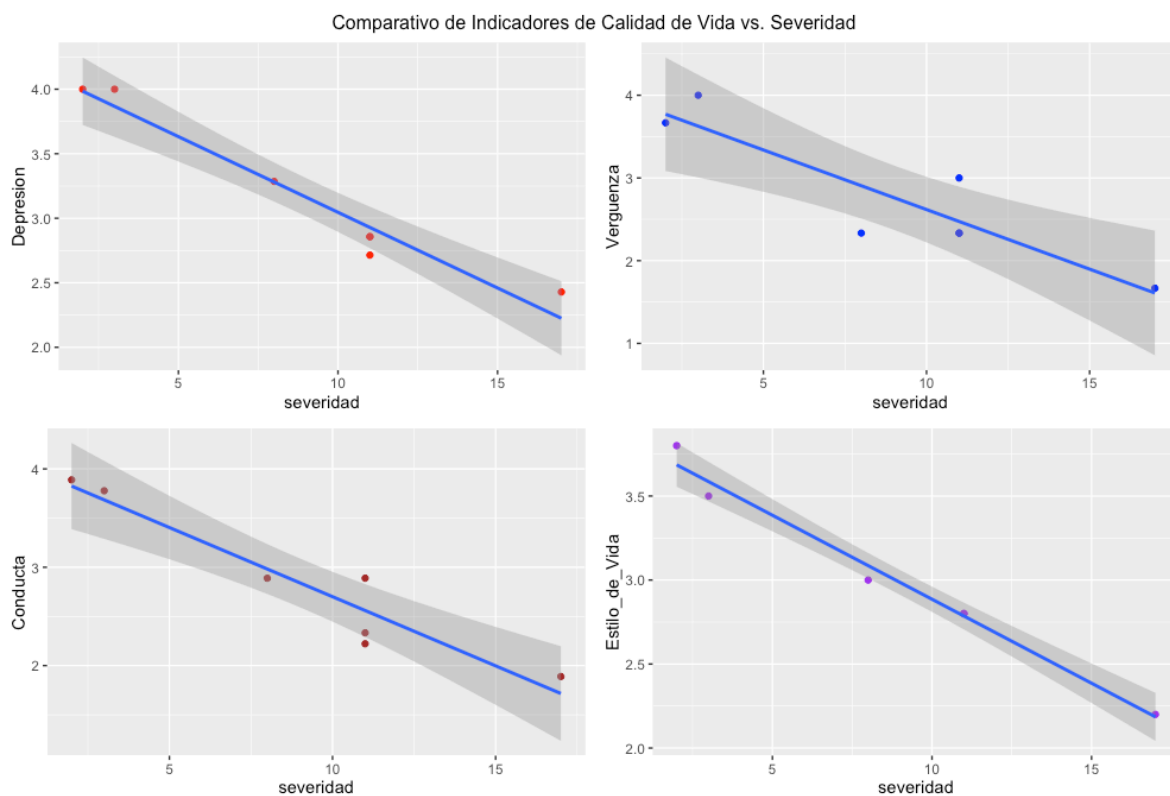 Comparativo de Indicadores de Calidad de Vida vs. Severidad
Depresion
4.0
3.5
3.0
2.5
2.0
5 10 15
severidad
Verguenza
4
3
2
1
5 10 15
severidad
Conducta
4
3
2
5 10 15
severidad
Estilo_de_Vida
3.5
3.0
2.5
2.0
5 10 15
severidad